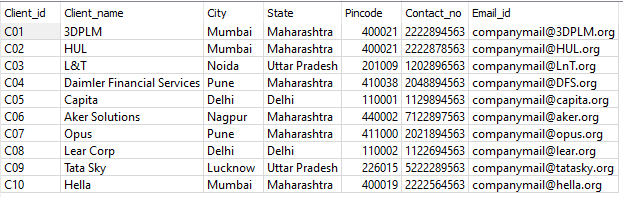 Client_id Client_name City State Pincode Contact_no Email_id
C01 3DPLM Mumbai Maharashtra 400021 2222894563 companymail@3DPLM.org
C02 HUL Mumbai Maharashtra 400021 2222878563 companymail@HUL.org
C03 L&T Noida Uttar Pradesh 201009 1202896563 companymail@LnT.org
C04 Daimler Financial Services Pune Maharashtra 410038 2048894563 companymail@DFS.org
C05 Capita Delhi Delhi 110001 1129894563 companymail@capita.org
C06 Aker Solutions Nagpur Maharashtra 440002 7122897563 companymail@aker.org
C07 Opus Pune Maharashtra 411000 2021894563 companymail@opus.org
C08 Lear Corp Delhi Delhi 110002 1122694563 companymail@lear.org
C09 Tata Sky Lucknow Uttar Pradesh 226015 5222289563 companymail@tatasky.org
C10 Hella Mumbai Maharashtra 400019 2222564563 companymail@hella.org